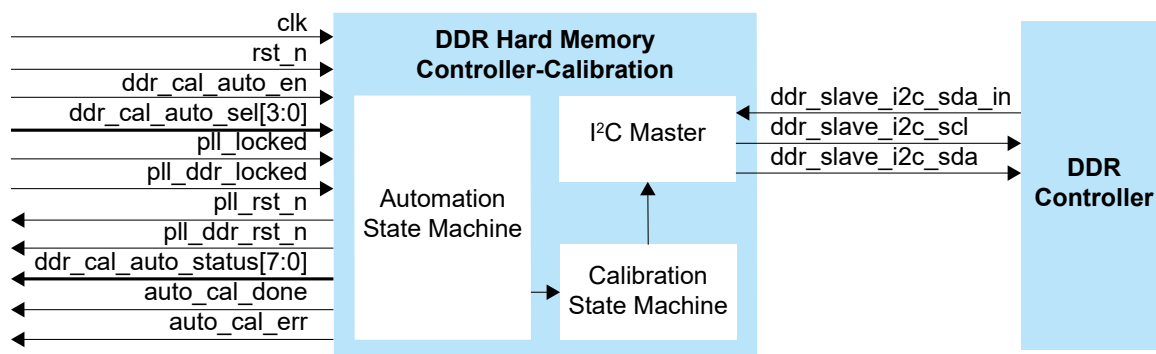 clk
rst_n
ddr_cal_auto_en
ddr_cal_auto_sel[3:0]
pll_locked
pll_ddr_locked
pll_rst_n
pll_ddr_rst_n
ddr_cal_auto_status[7:0]
auto_cal_done
auto_cal_err
DDR Hard Memory
Controller-Calibration
Automation
State Machine
I²C Master
Calibration
State Machine
ddr_slave_i2c_sda_in
ddr_slave_i2c_scl
ddr_slave_i2c_sda
DDR
Controller